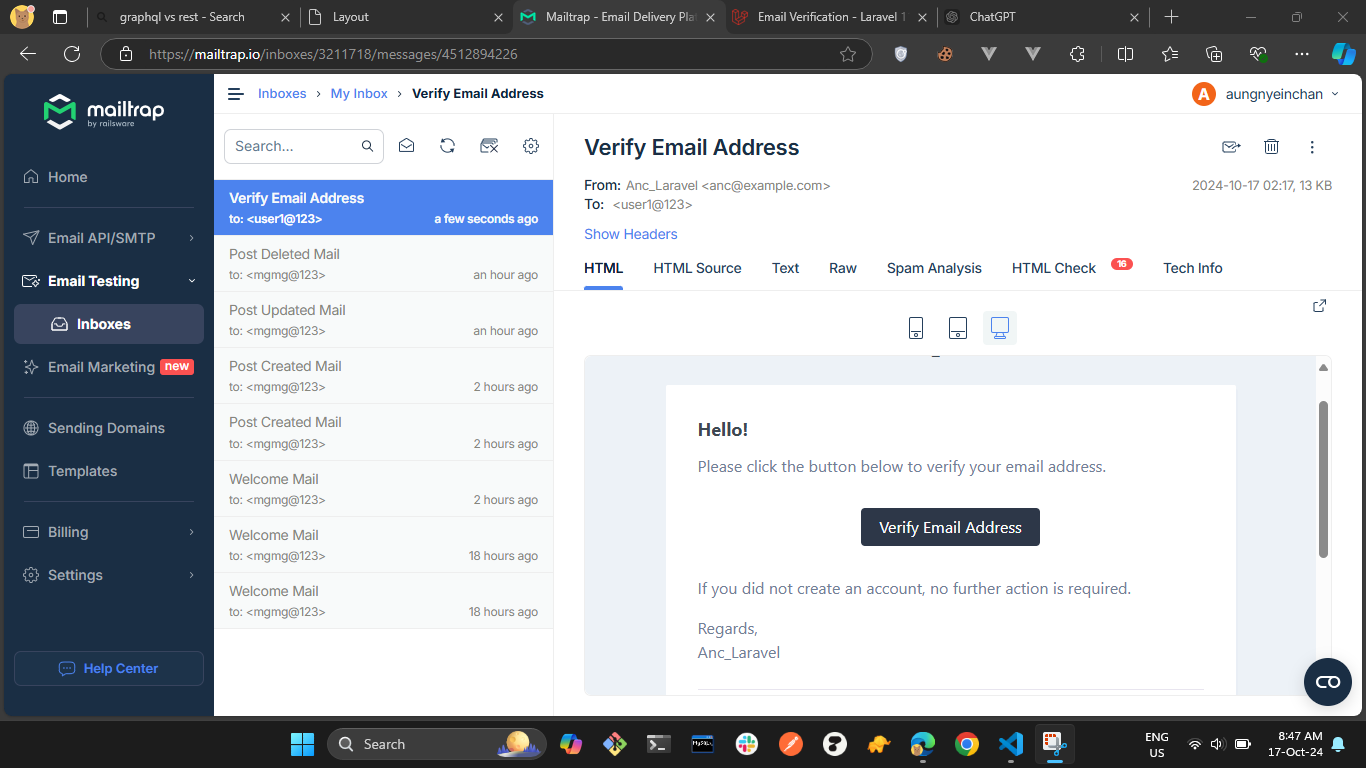 graphql vs rest - Search
Layout
Mailtrap - Email Delivery Pla
Email Verification - Laravel 1
ChatGPT
https://mailtrap.io/inboxes/3211718/messages/4512894226
mailtrap
by railsware
Home
Email API/SMTP
Email Testing
Inboxes
Email Marketing new
Sending Domains
Templates
Billing
Settings
Help Center
Inboxes › My Inbox › Verify Email Address
A aungnyeinchan
Search...
Verify Email Address
to: <user1@123> a few seconds ago
Post Deleted Mail
to: <mgmg@123> an hour ago
Post Updated Mail
to: <mgmg@123> an hour ago
Post Created Mail
to: <mgmg@123> 2 hours ago
Post Created Mail
to: <mgmg@123> 2 hours ago
Welcome Mail
to: <mgmg@123> 2 hours ago
Welcome Mail
to: <mgmg@123> 18 hours ago
Welcome Mail
to: <mgmg@123> 18 hours ago
Verify Email Address
From: Anc_Laravel <anc@example.com> 2024-10-17 02:17, 13 KB
To: <user1@123>
Show Headers
HTML HTML Source Text Raw Spam Analysis HTML Check 16 Tech Info
Hello!
Please click the button below to verify your email address.
Verify Email Address
If you did not create an account, no further action is required.
Regards,
Anc_Laravel
Search
MySQL
ENG
US
8:47 AM
17-Oct-24